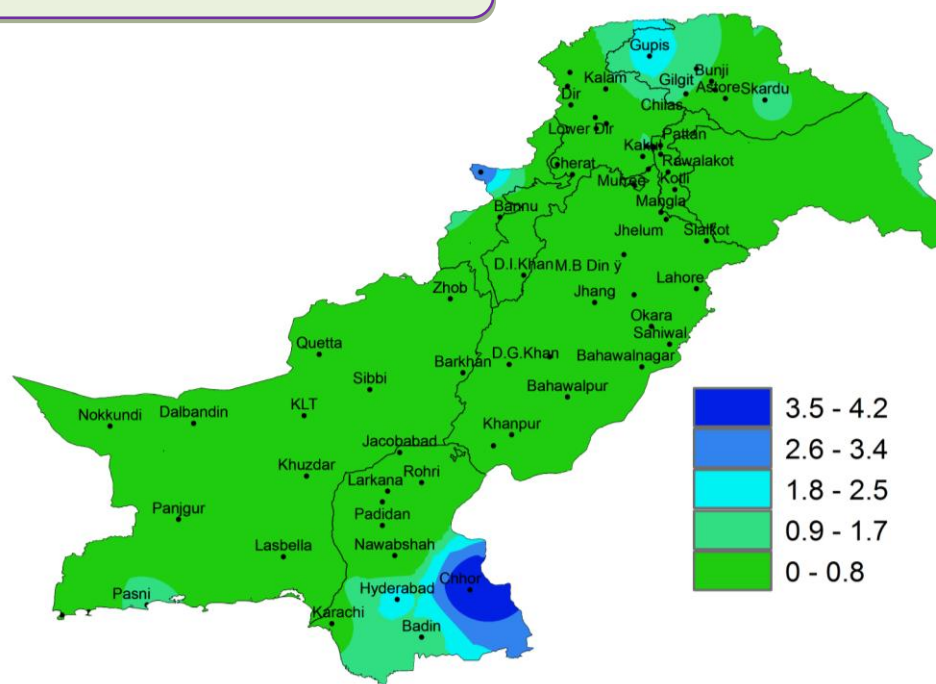 Gupis
Bunji
Gilgit
Kalam
Astore
Skardu
Dir
Chilas
Lower Dir
Pattan
Kakul
Rawalakot
Cherat
Murree
Kotli
Bannu
Mangla
Jhelum
Sialkot
D.I.Khan
M.B Din ÿ
Lahore
Zhob
Jhang
Okara
Sahiwal
Quetta
D.G.Khan
Bahawalnagar
Barkhan
Sibbi
Bahawalpur
Nokkundi
Dalbandin
KLT
Khanpur
Jacobabad
Khuzdar
Rohri
Larkana
Panjgur
Padidan
Lasbella
Nawabshah
Chhor
Pasni
Hyderabad
Karachi
Badin
3.5 - 4.2
2.6 - 3.4
1.8 - 2.5
0.9 - 1.7
0 - 0.8